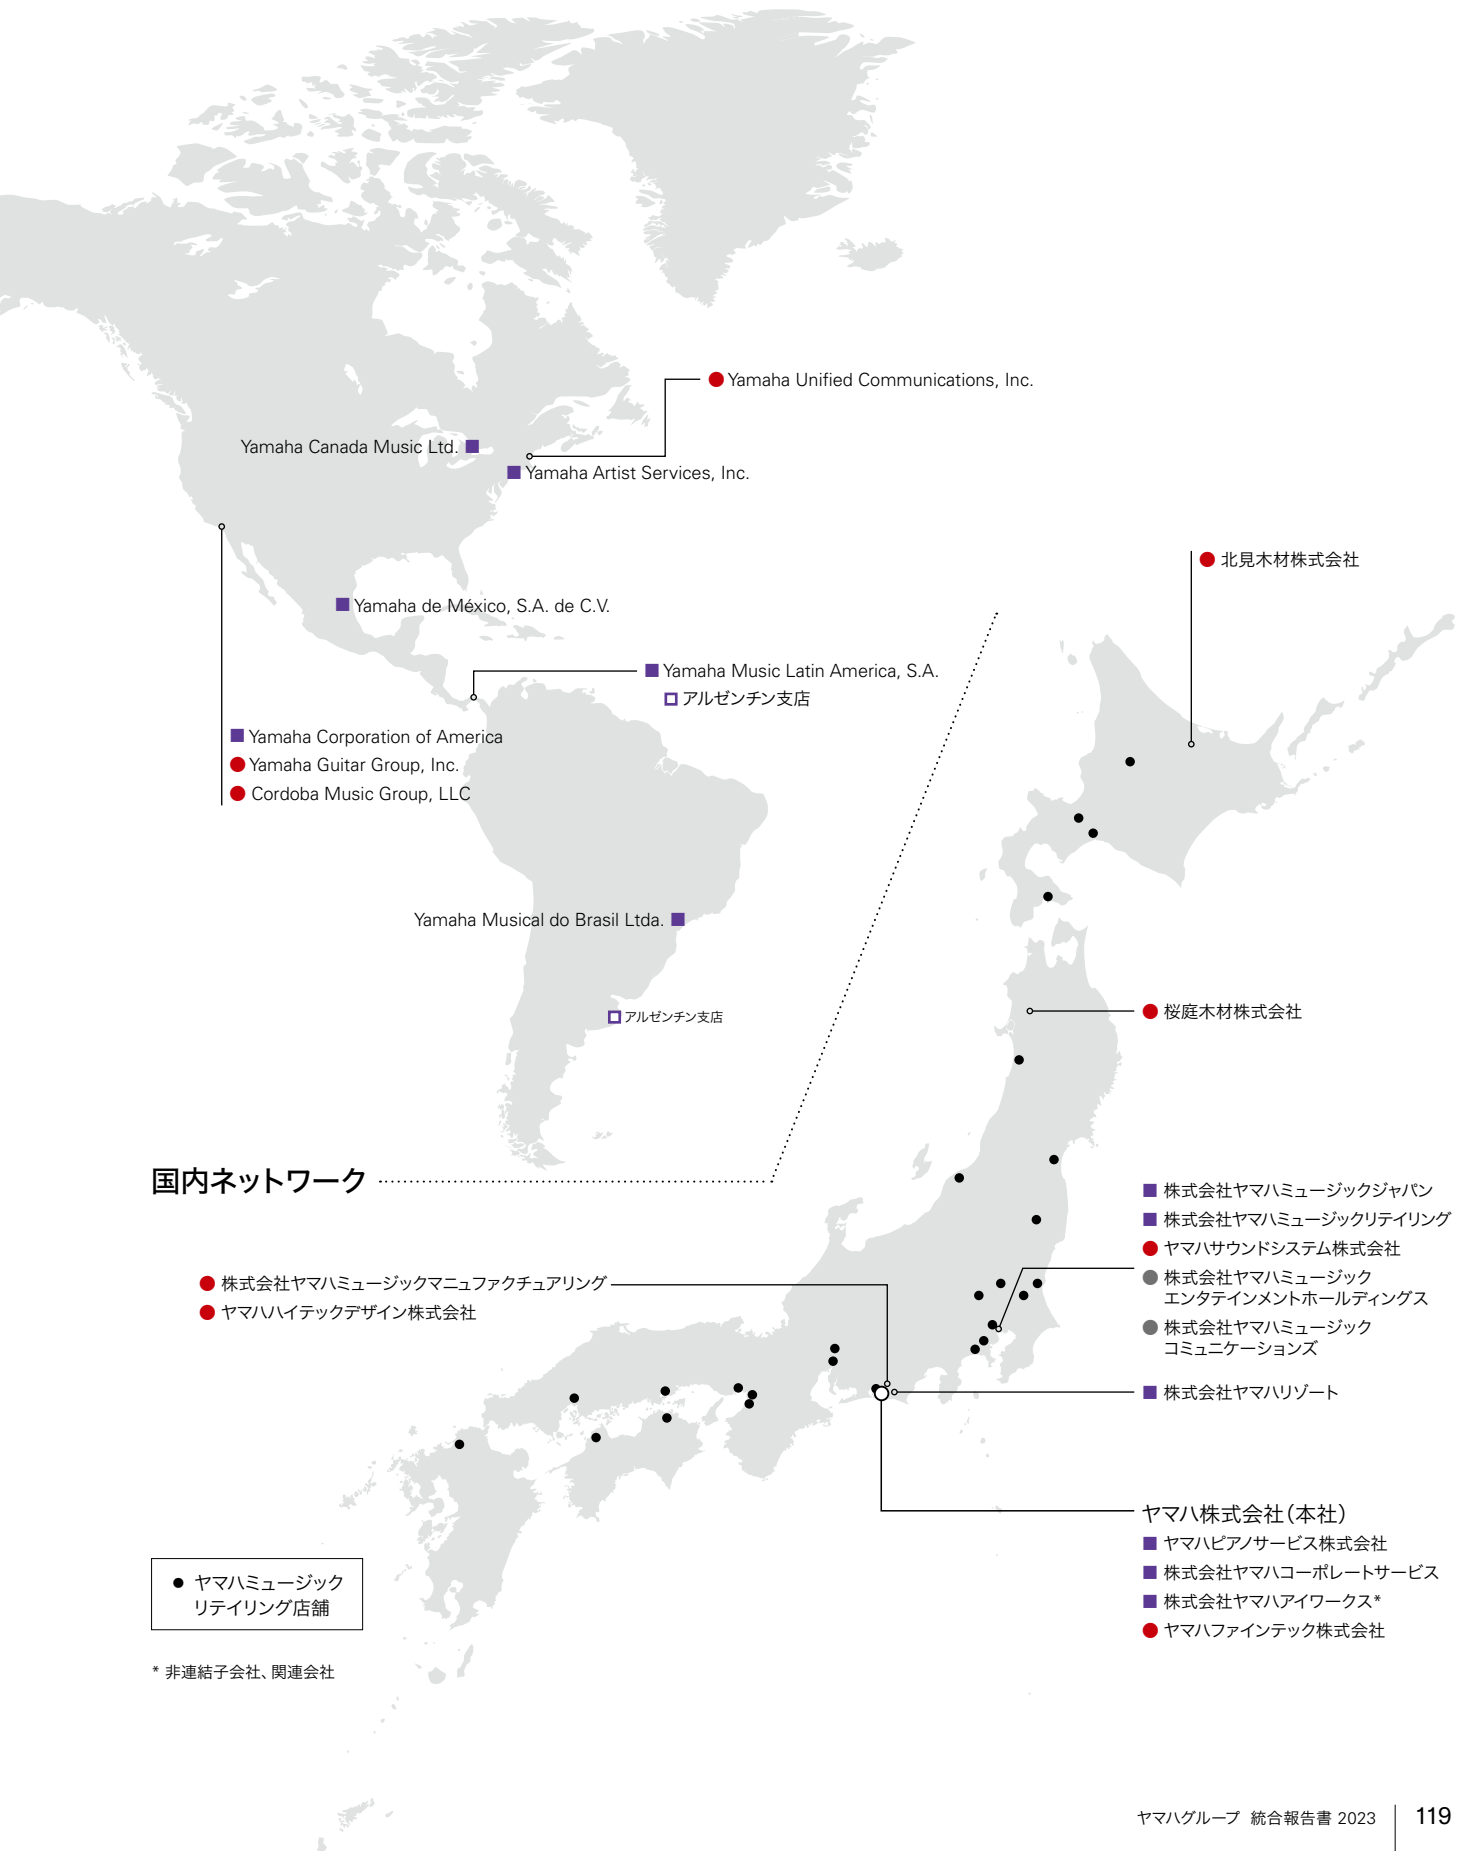 Yamaha Unified Communications, Inc.
Yamaha Canada Music Ltd.
Yamaha Artist Services, Inc.
北見木材株式会社
Yamaha de México, S.A. de C.V.
Yamaha Music Latin America, S.A.
アルゼンチン支店
Yamaha Corporation of America
Yamaha Guitar Group, Inc.
Cordoba Music Group, LLC
Yamaha Musical do Brasil Ltda.
桜庭木材株式会社
アルゼンチン支店
国内ネットワーク
株式会社ヤマハミュージックジャパン
株式会社ヤマハミュージックリテイリング
ヤマハサウンドシステム株式会社
株式会社ヤマハミュージック
エンタテインメントホールディングス
株式会社ヤマハミュージック
コミュニケーションズ
株式会社ヤマハミュージックマニュファクチュアリング
ヤマハハイテックデザイン株式会社
株式会社ヤマハリゾート
ヤマハ株式会社（本社）
ヤマハピアノサービス株式会社
株式会社ヤマハコーポレートサービス
株式会社ヤマハアイワークス*
ヤマハファインテック株式会社
● ヤマハミュージック
リテイリング店舗
* 非連結子会社、関連会社
ヤマハグループ 統合報告書 2023
119